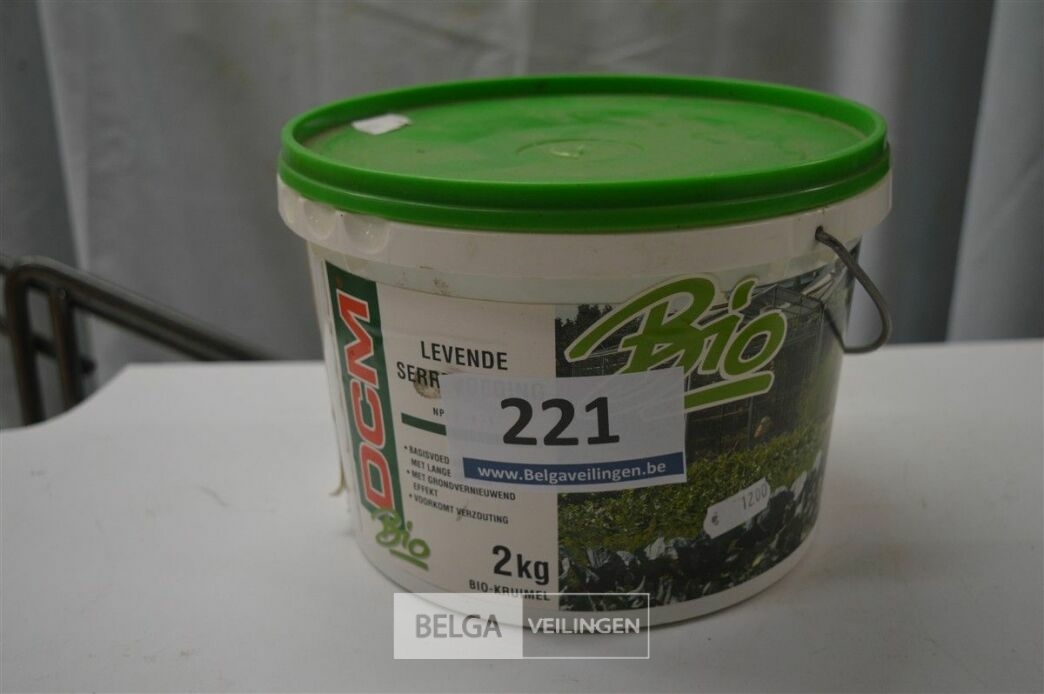 DCM
Bio
LEVENDE
NP
• BASISVOED
MET LANGE
• MET GRONDVERNIEUWEND
EFFEKT
• VOORKOMT VERZOUTING
2kg
BIO-KRUIMEL
Bio
221
www.Belgaveilingen.be
€ 1200
BELGA VEILINGEN